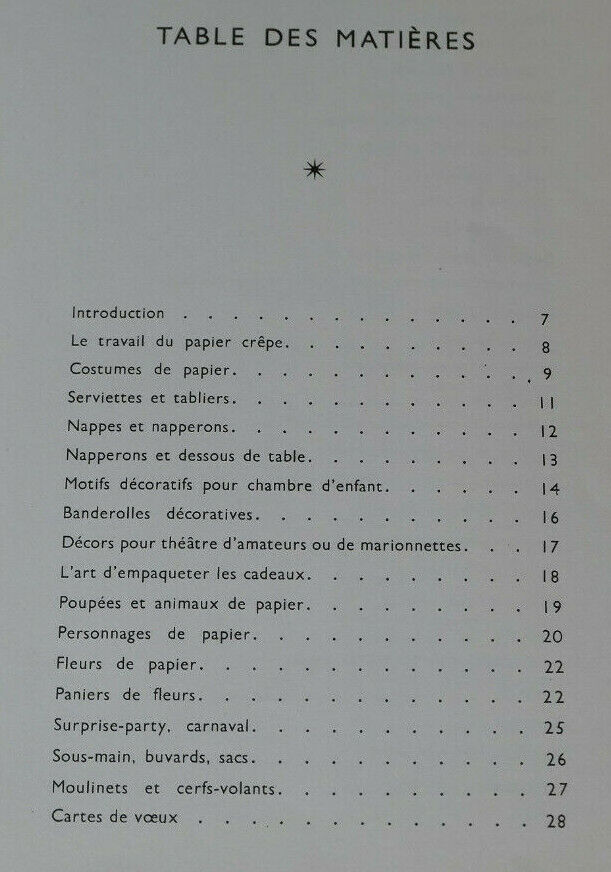 TABLE DES MATIÈRES
Introduction . . . . . . . . . . . . . 7
Le travail du papier crêpe. . . . . . . . . 8
Costumes de papier. . . . . . . . . . . 9
Serviettes et tabliers. . . . . . . . . . . 11
Nappes et napperons. . . . . . . . . . . 12
Napperons et dessous de table. . . . . . . . 13
Motifs décoratifs pour chambre d'enfant. . . . . . 14
Banderolles décoratives. . . . . . . . . . 16
Décors pour théâtre d'amateurs ou de marionnettes. . . 17
L'art d'empaqueter les cadeaux. . . . . . . . 18
Poupées et animaux de papier. . . . . . . . 19
Personnages de papier. . . . . . . . . . 20
Fleurs de papier. . . . . . . . . . . . 22
Paniers de fleurs. . . . . . . . . . . . 22
Surprise-party, carnaval. . . . . . . . . . 25
Sous-main, buvards, sacs. . . . . . . . . . 26
Moulinets et cerfs-volants. . . . . . . . . 27
Cartes de vœux . . . . . . . . . . . . 28